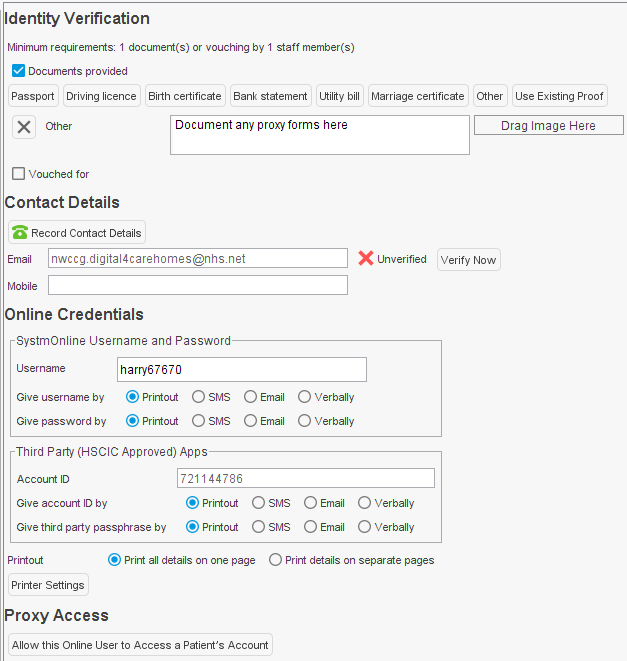 Identity Verification
Minimum requirements: 1 document(s) or vouching by 1 staff member(s)
Documents provided
Passport Driving licence Birth certificate Bank statement Utility bill Marriage certificate Other Use Existing Proof
Other Document any proxy forms here Drag Image Here
Vouched for
Contact Details
Record Contact Details
Email nwccg.digital4carehomes@nhs.net Unverified Verify Now
Mobile
Online Credentials
SystmOnline Username and Password
Username harry67670
Give username by Printout SMS Email Verbally
Give password by Printout SMS Email Verbally
Third Party (HSCIC Approved) Apps
Account ID 721144786
Give account ID by Printout SMS Email Verbally
Give third party passphrase by Printout SMS Email Verbally
Printout Print all details on one page Print details on separate pages
Printer Settings
Proxy Access
Allow this Online User to Access a Patient's Account